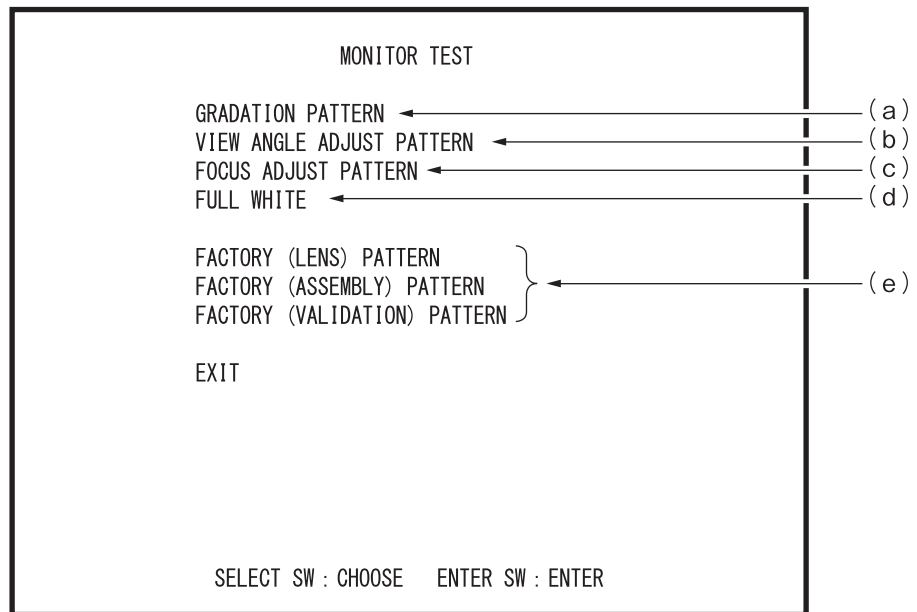 MONITOR TEST
GRADATION PATTERN (a)
VIEW ANGLE ADJUST PATTERN (b)
FOCUS ADJUST PATTERN (c)
FULL WHITE (d)
FACTORY (LENS) PATTERN
FACTORY (ASSEMBLY) PATTERN (e)
FACTORY (VALIDATION) PATTERN
EXIT
SELECT SW : CHOOSE ENTER SW : ENTER